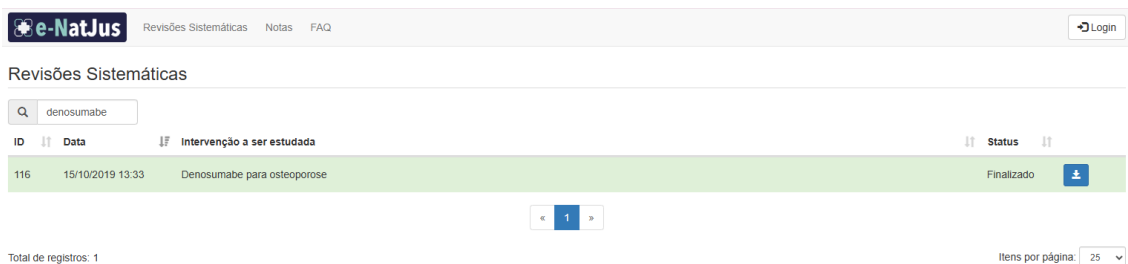 e-NatJus Revisões Sistemáticas Notas FAQ Login
Revisões Sistemáticas
denosumabe
ID Data Intervenção a ser estudada Status
116 15/10/2019 13:33 Denosumabe para osteoporose Finalizado
« 1 »
Total de registros: 1 Itens por página: 25